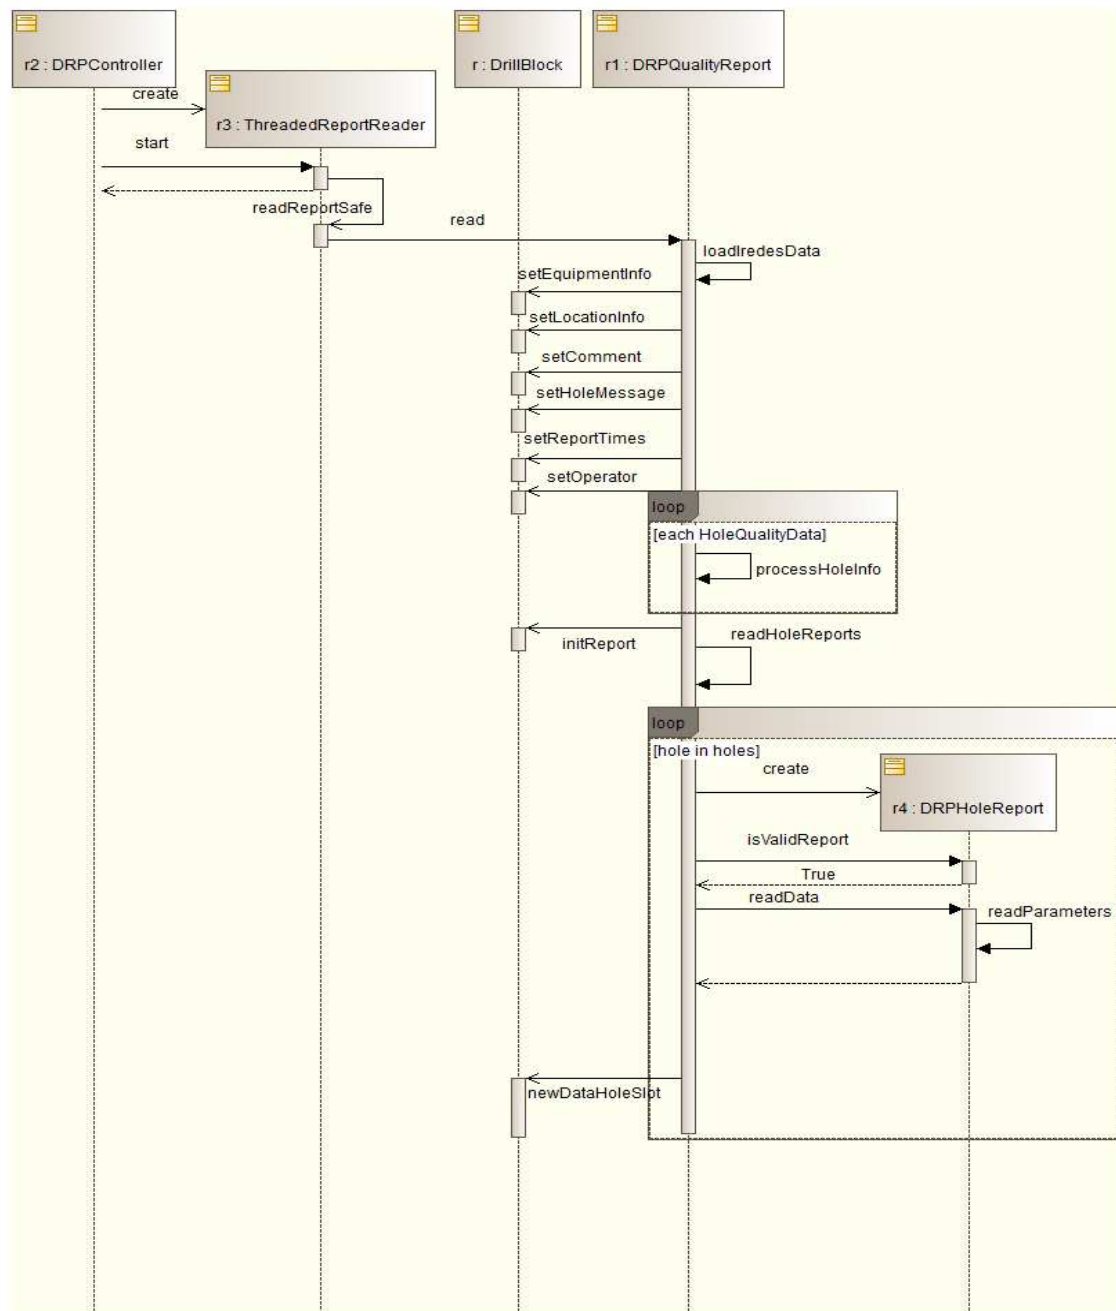 r2 : DRPController
r : DrillBlock
r1 : DRPQualityReport
create
r3 : ThreadedReportReader
start
readReportSafe
read
loadIredesData
setEquipmentInfo
setLocationInfo
setComment
setHoleMessage
setReportTimes
setOperator
loop
[each HoleQualityData]
processHoleInfo
initReport
readHoleReports
loop
[hole in holes]
create
r4 : DRPHoleReport
isValidReport
True
readData
readParameters
newDataHoleSlot